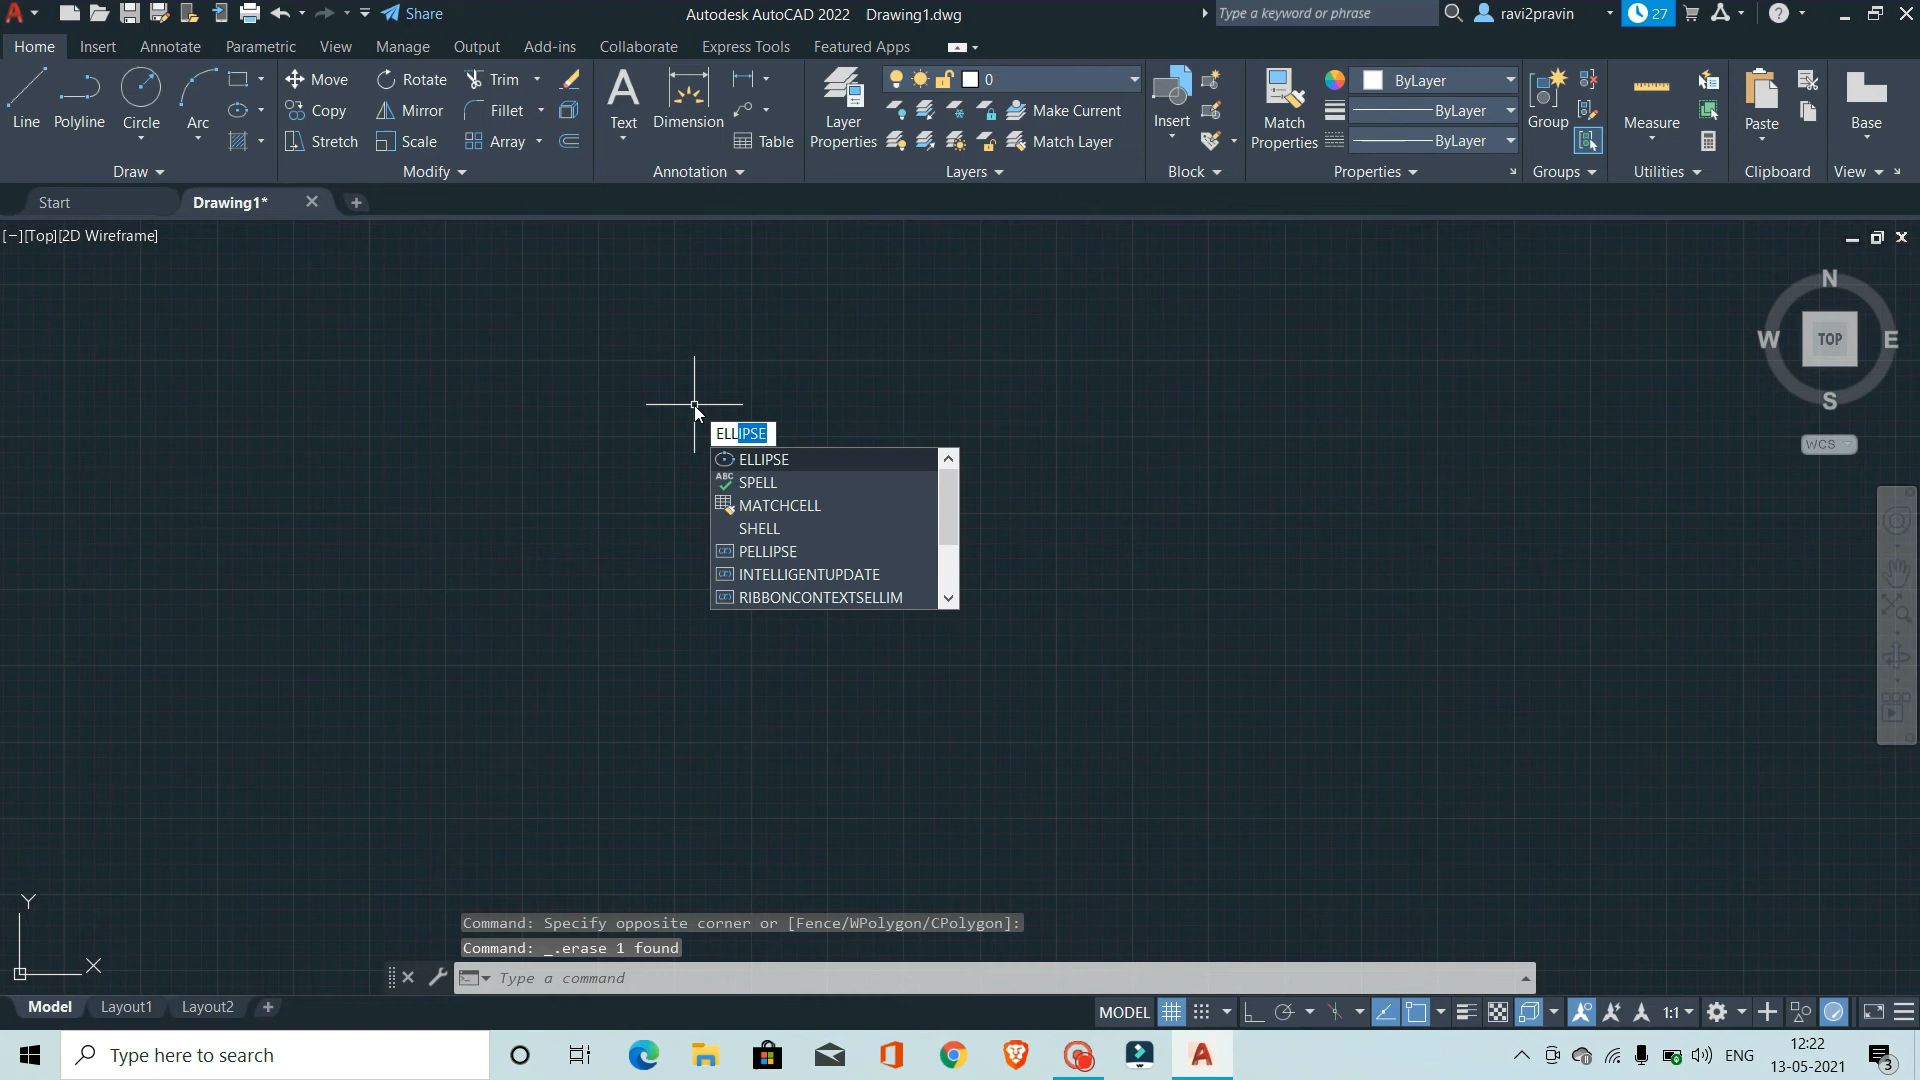 Share
Autodesk AutoCAD 2022 Drawing1.dwg
Type a keyword or phrase
ravi2pravin
27
Home Insert Annotate Parametric View Manage Output Add-ins Collaborate Express Tools Featured Apps
Line Polyline Circle Arc
Draw
Move Rotate Trim
Copy Mirror Fillet
Stretch Scale Array
Modify
Text Dimension Table
Annotation
Layer Properties
0
Make Current
Match Layer
Layers
Insert
Block
Match Properties
ByLayer
ByLayer
ByLayer
Properties
Group
Groups
Measure
Utilities
Paste
Clipboard
Base
View
Start Drawing1*
[−][Top][2D Wireframe]
N
W TOP E
S
WCS
ELLIPSE
ELLIPSE
ABC SPELL
MATCHCELL
SHELL
PELLIPSE
INTELLIGENTUPDATE
RIBBONCONTEXTSELLIM
Y
X
Command: Specify opposite corner or [Fence/WPolygon/CPolygon]:
Command: _.erase 1 found
Type a command
Model Layout1 Layout2
MODEL 1:1
Type here to search
ENG
12:22
13-05-2021
3